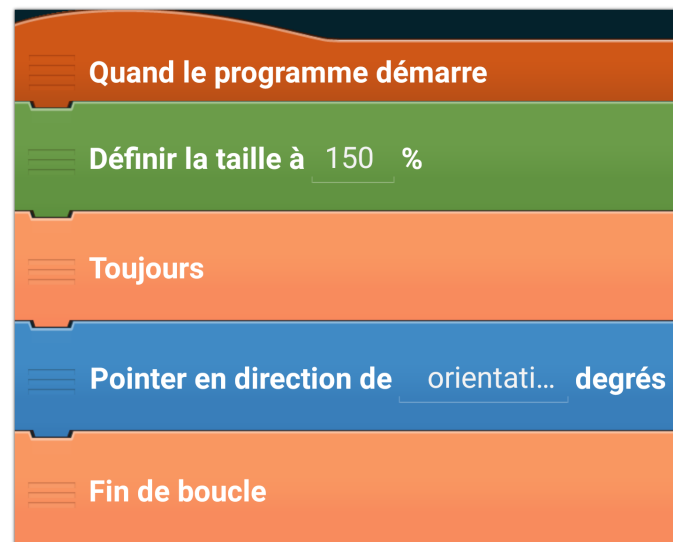 Quand le programme démarre
Définir la taille à 150 %
Toujours
Pointer en direction de orientati... degrés
Fin de boucle